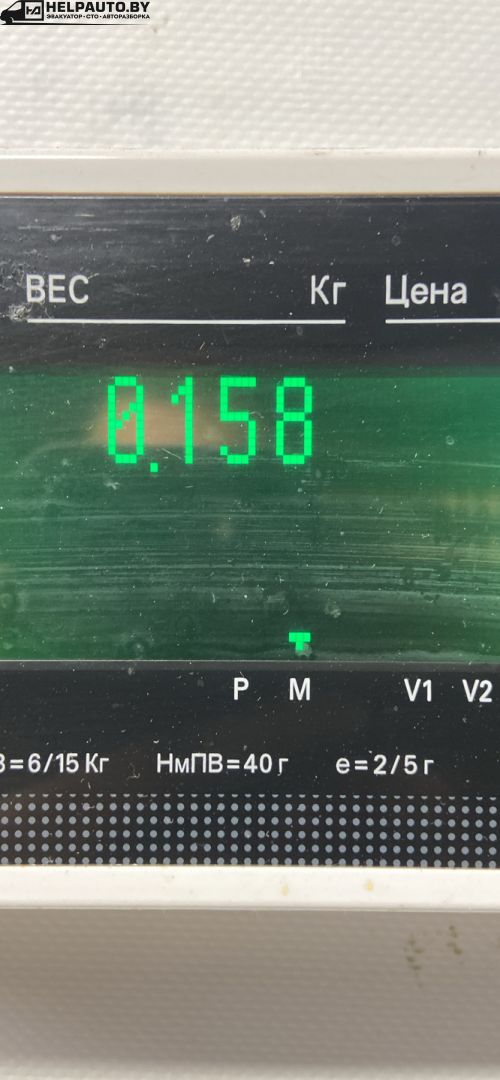 HELPAUTO.BY
ЭВАКУАТОР · СТО · АВТОРАЗБОРКА
ВЕС Кг Цена
0.158
Р М V1 V2
=6/15 Кг НмПВ=40 г е=2/5 г